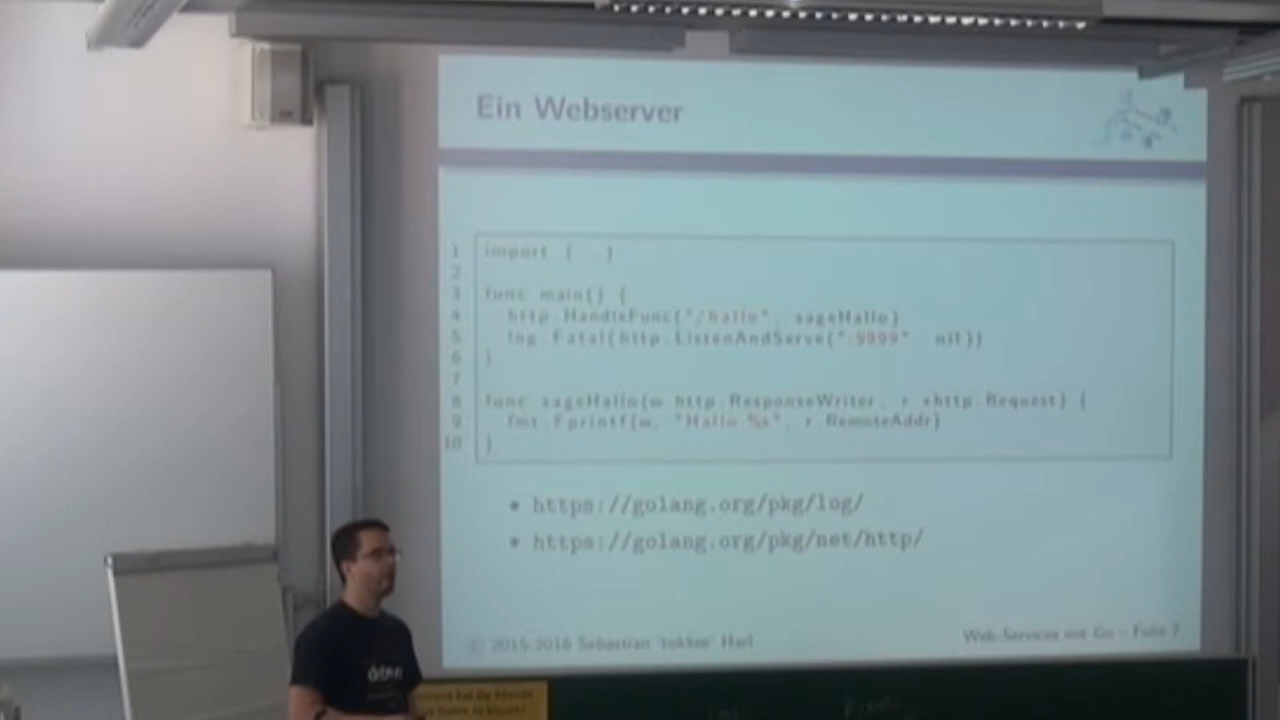 Ein Webserver
1 import ( ... )
2
3 func main() {
4 http.HandleFunc("/hallo", sageHallo)
5 log.Fatal(http.ListenAndServe(":9999", nil))
6 }
7
8 func sageHallo(w http.ResponseWriter, r *http.Request) {
9 fmt.Fprintf(w, "Hallo %s", r.RemoteAddr)
10 }
• https://golang.org/pkg/log/
• https://golang.org/pkg/net/http/
© 2015-2016 Sebastian 'tokkee' Harl
Web-Services mit Go – Folie 7